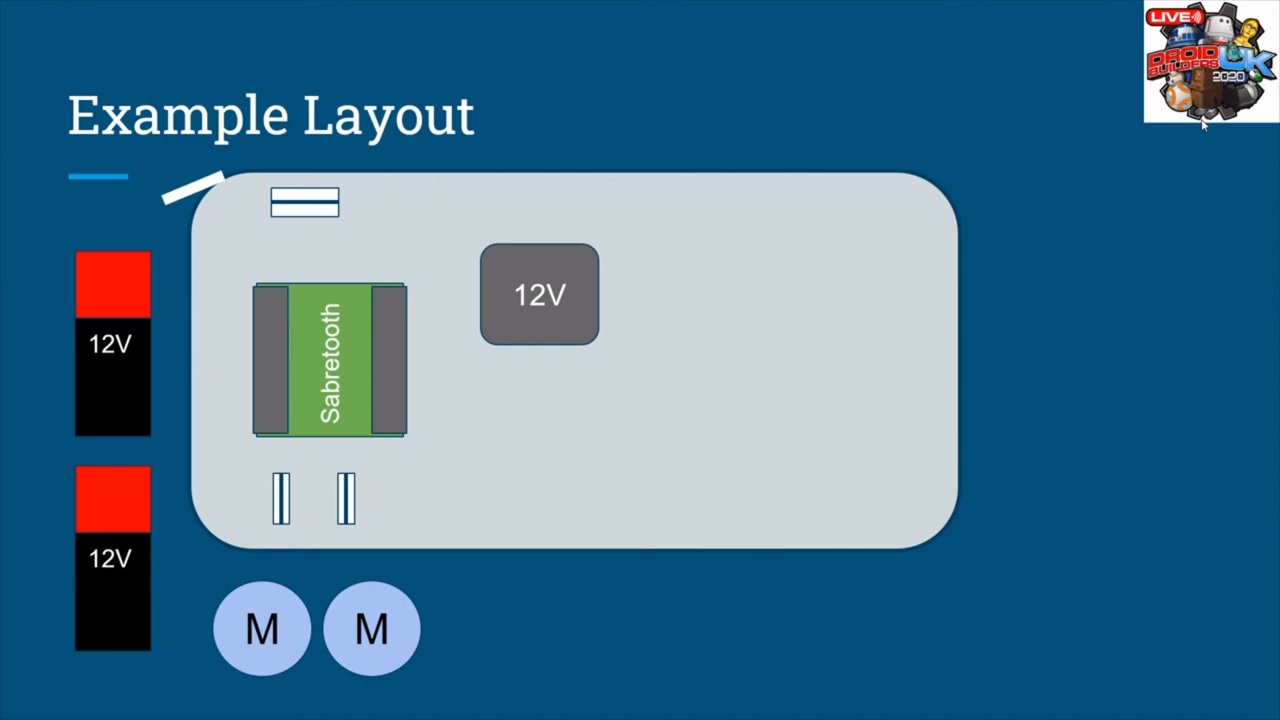 LIVE
DROID
BUILDERS UK
2020
Example Layout
12V
12V
Sabretooth
12V
M M